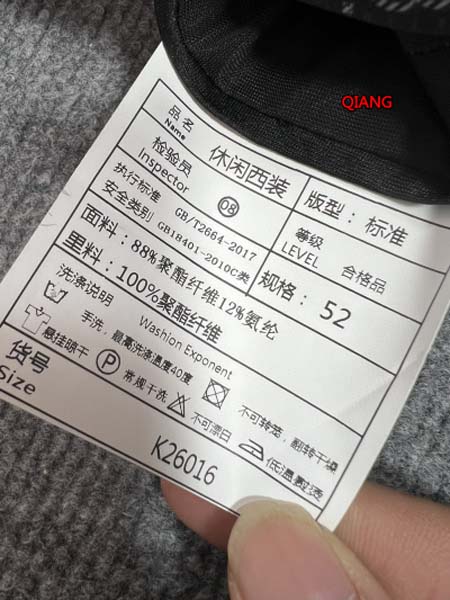 QIANG
品名 休闲西装 版型：标准
Name
检验员 08 等级 合格品
Inspector LEVEL
执行标准 GB/T2664-2017 规格：52
安全类别 GB18401-2010C类
面料：88%聚酯纤维12%氨纶
里料：100%聚酯纤维
洗涤说明 Washion Exponent
手洗，最高洗涤温度40度 不可转笼，翻转干燥
悬挂晾干 P 常规干洗 不可漂白 低温熨烫
货号 K26016
Size